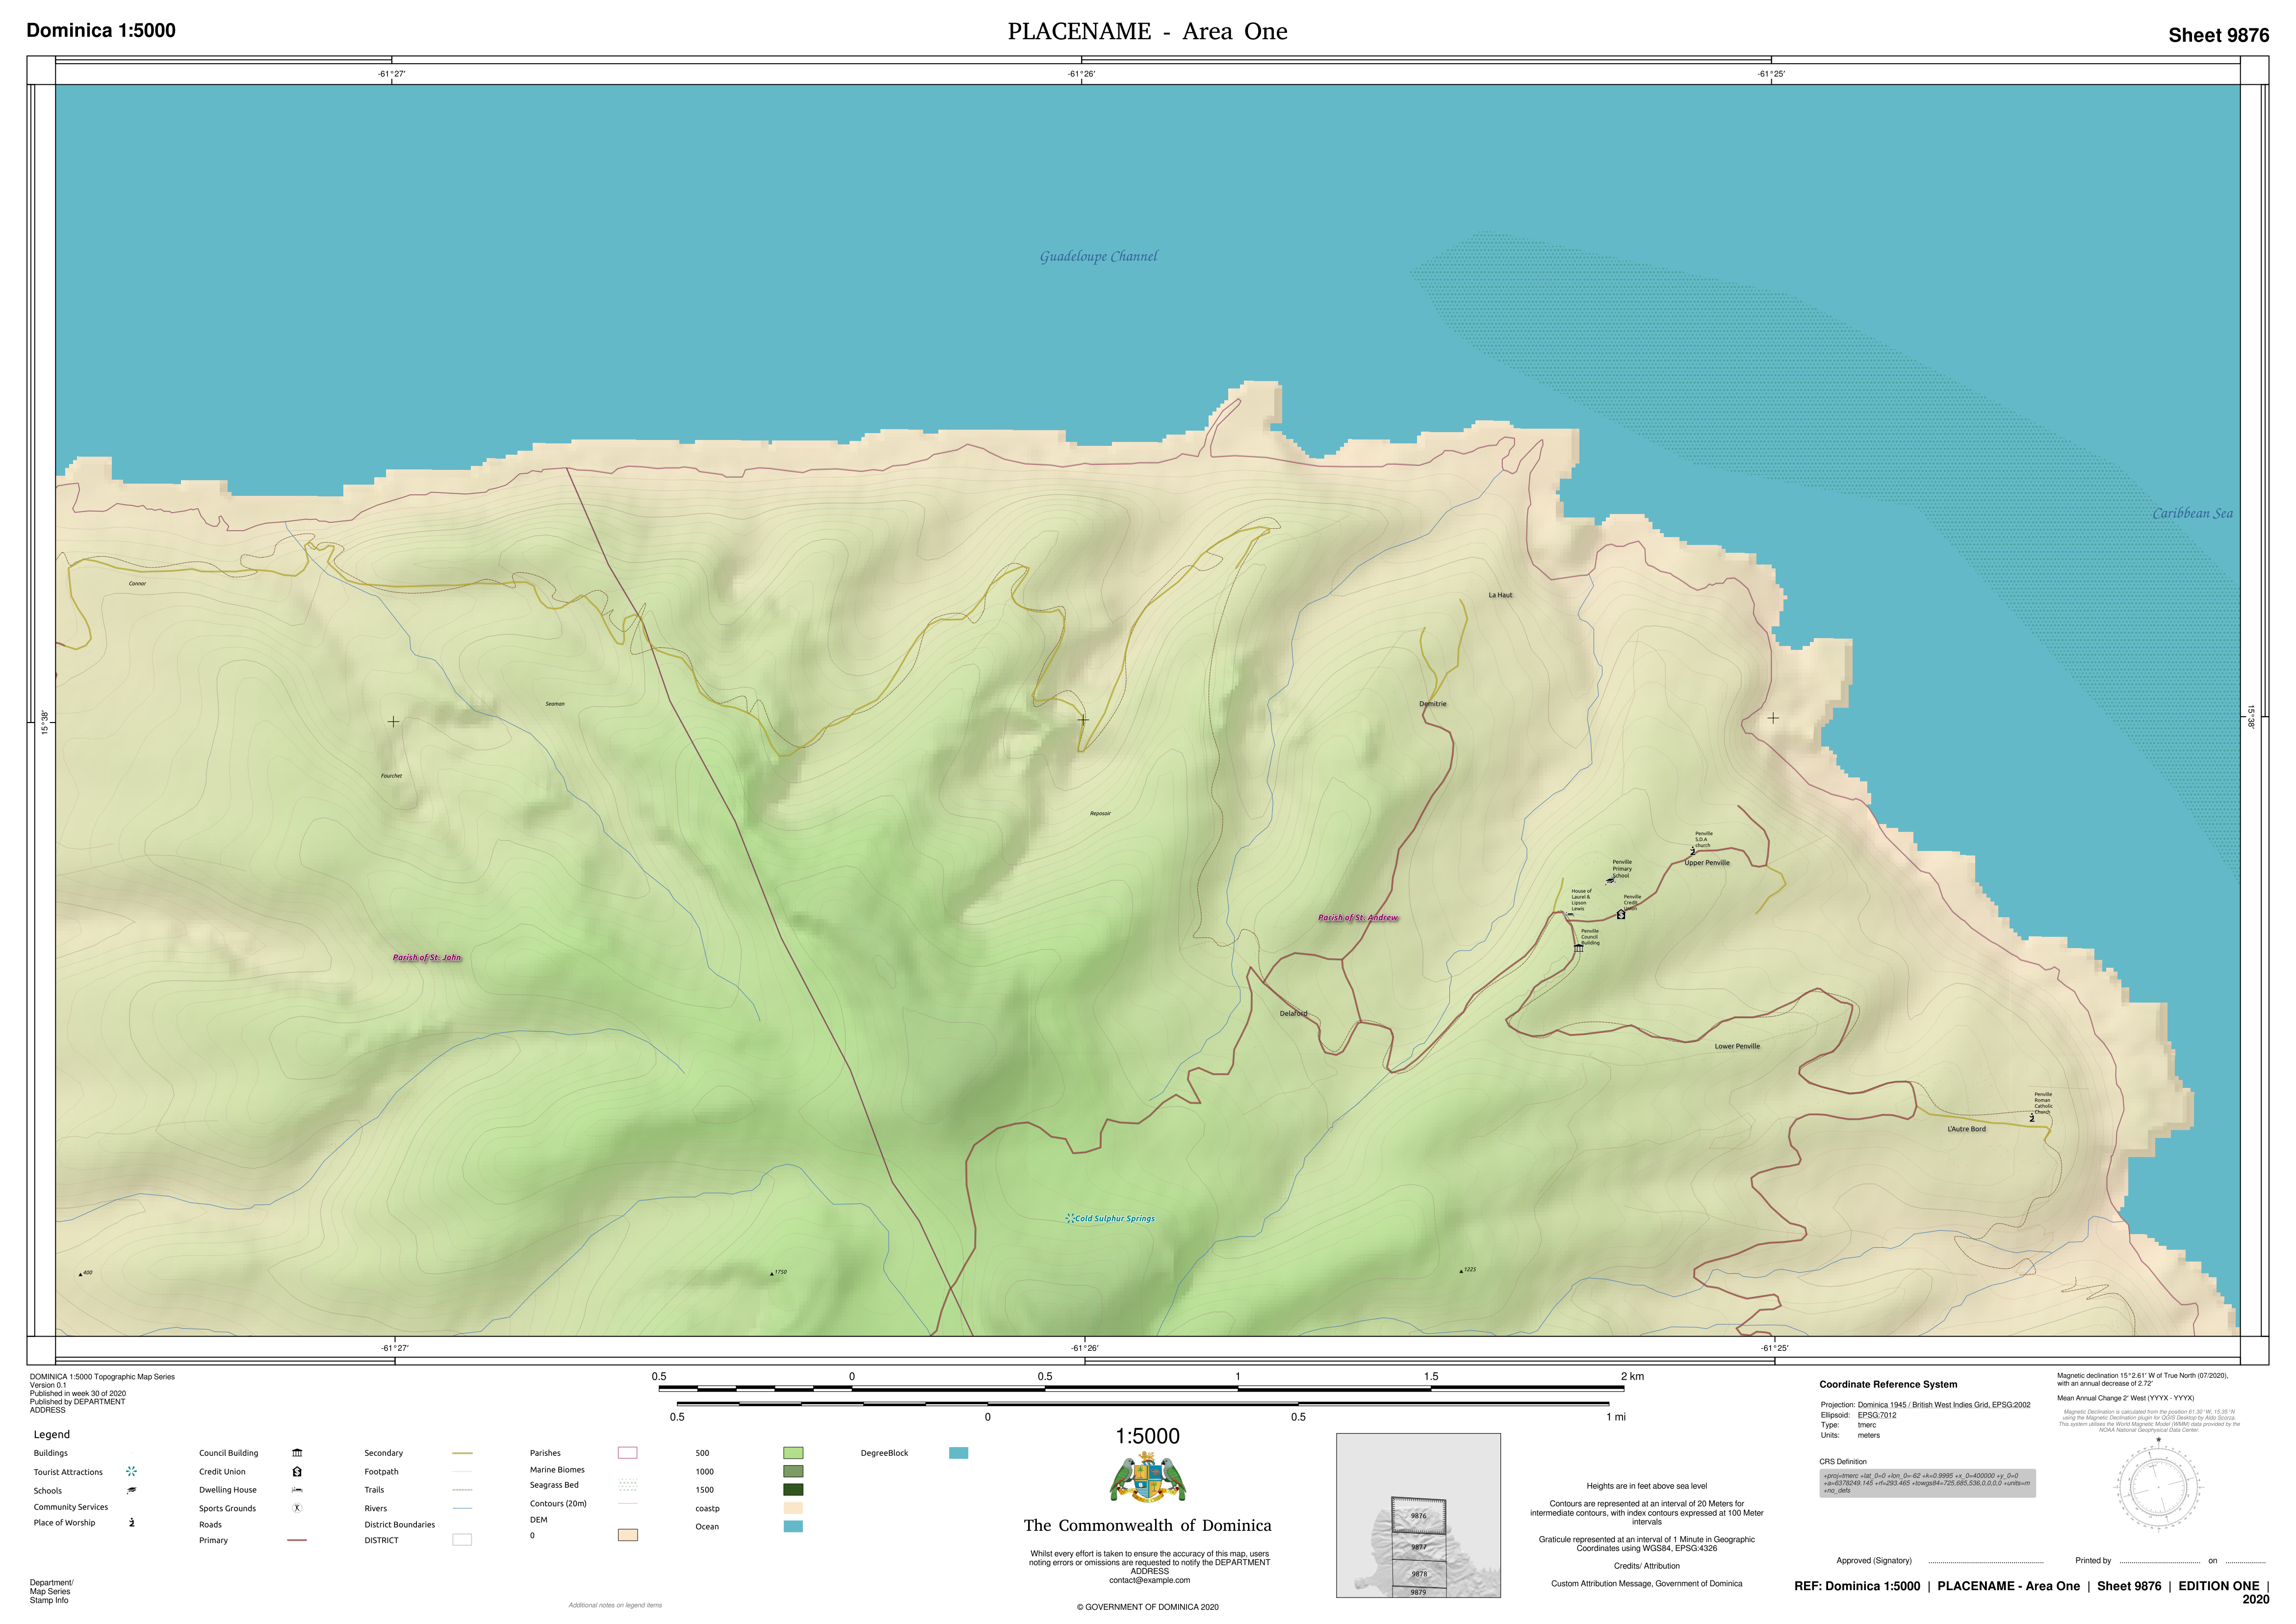 Dominica 1:5000
PLACENAME - Area One
Sheet 9876
-61°27'
-61°26'
-61°25'
Guadeloupe Channel
Caribbean Sea
Connor
La Haut
Seaman
Demitrie
15°38'
15°38'
Fourchet
Reposoir
Penville
S.D.A
church
Upper Penville
Penville
Primary
School
House of
Laurel &
Lipson
Lewis
Penville
Credit
Union
Parish of St. Andrew
Penville
Council
Building
Parish of St. John
Delaford
Lower Penville
Penville
Roman
Catholic
Church
L'Autre Bord
Cold Sulphur Springs
400
1750
1225
-61°27'
-61°26'
-61°25'
DOMINICA 1:5000 Topographic Map Series
Version 0.1
Published in week 30 of 2020
Published by DEPARTMENT
ADDRESS
0.5 0 0.5 1 1.5 2 km
0.5 0 0.5 1 mi
Legend
Buildings
Tourist Attractions
Schools
Community Services
Place of Worship
Council Building
Credit Union
Dwelling House
Sports Grounds
Roads
Primary
Secondary
Footpath
Trails
Rivers
District Boundaries
DISTRICT
Parishes
Marine Biomes
Seagrass Bed
Contours (20m)
DEM
0
500
1000
1500
coastp
Ocean
DegreeBlock
Department/
Map Series
Stamp Info
Additional notes on legend items
1:5000
The Commonwealth of Dominica
Whilst every effort is taken to ensure the accuracy of this map, users
noting errors or omissions are requested to notify the DEPARTMENT
ADDRESS
contact@example.com
© GOVERNMENT OF DOMINICA 2020
9876
9877
9878
9879
Heights are in feet above sea level
Contours are represented at an interval of 20 Meters for
intermediate contours, with index contours expressed at 100 Meter
intervals
Graticule represented at an interval of 1 Minute in Geographic
Coordinates using WGS84, EPSG:4326
Credits/ Attribution
Custom Attribution Message, Government of Dominica
Coordinate Reference System
Projection: Dominica 1945 / British West Indies Grid, EPSG:2002
Ellipsoid: EPSG:7012
Type: tmerc
Units: meters
CRS Definition
+proj=tmerc +lat_0=0 +lon_0=-62 +k=0.9995 +x_0=400000 +y_0=0
+a=6378249.145 +rf=293.465 +towgs84=725,685,536,0,0,0,0 +units=m
+no_defs
Magnetic declination 15°2.61' W of True North (07/2020),
with an annual decrease of 2.72'
Mean Annual Change 2' West (YYYX - YYYX)
Magnetic Declination is calculated from the position 61.30°W, 15.35°N
using the Magnetic Declination plugin for QGIS Desktop by Aldo Scorza.
This system utilises the World Magnetic Model (WMM) data provided by the
NOAA National Geophysical Data Center.
Approved (Signatory)
Printed by on
REF: Dominica 1:5000 | PLACENAME - Area One | Sheet 9876 | EDITION ONE |
2020